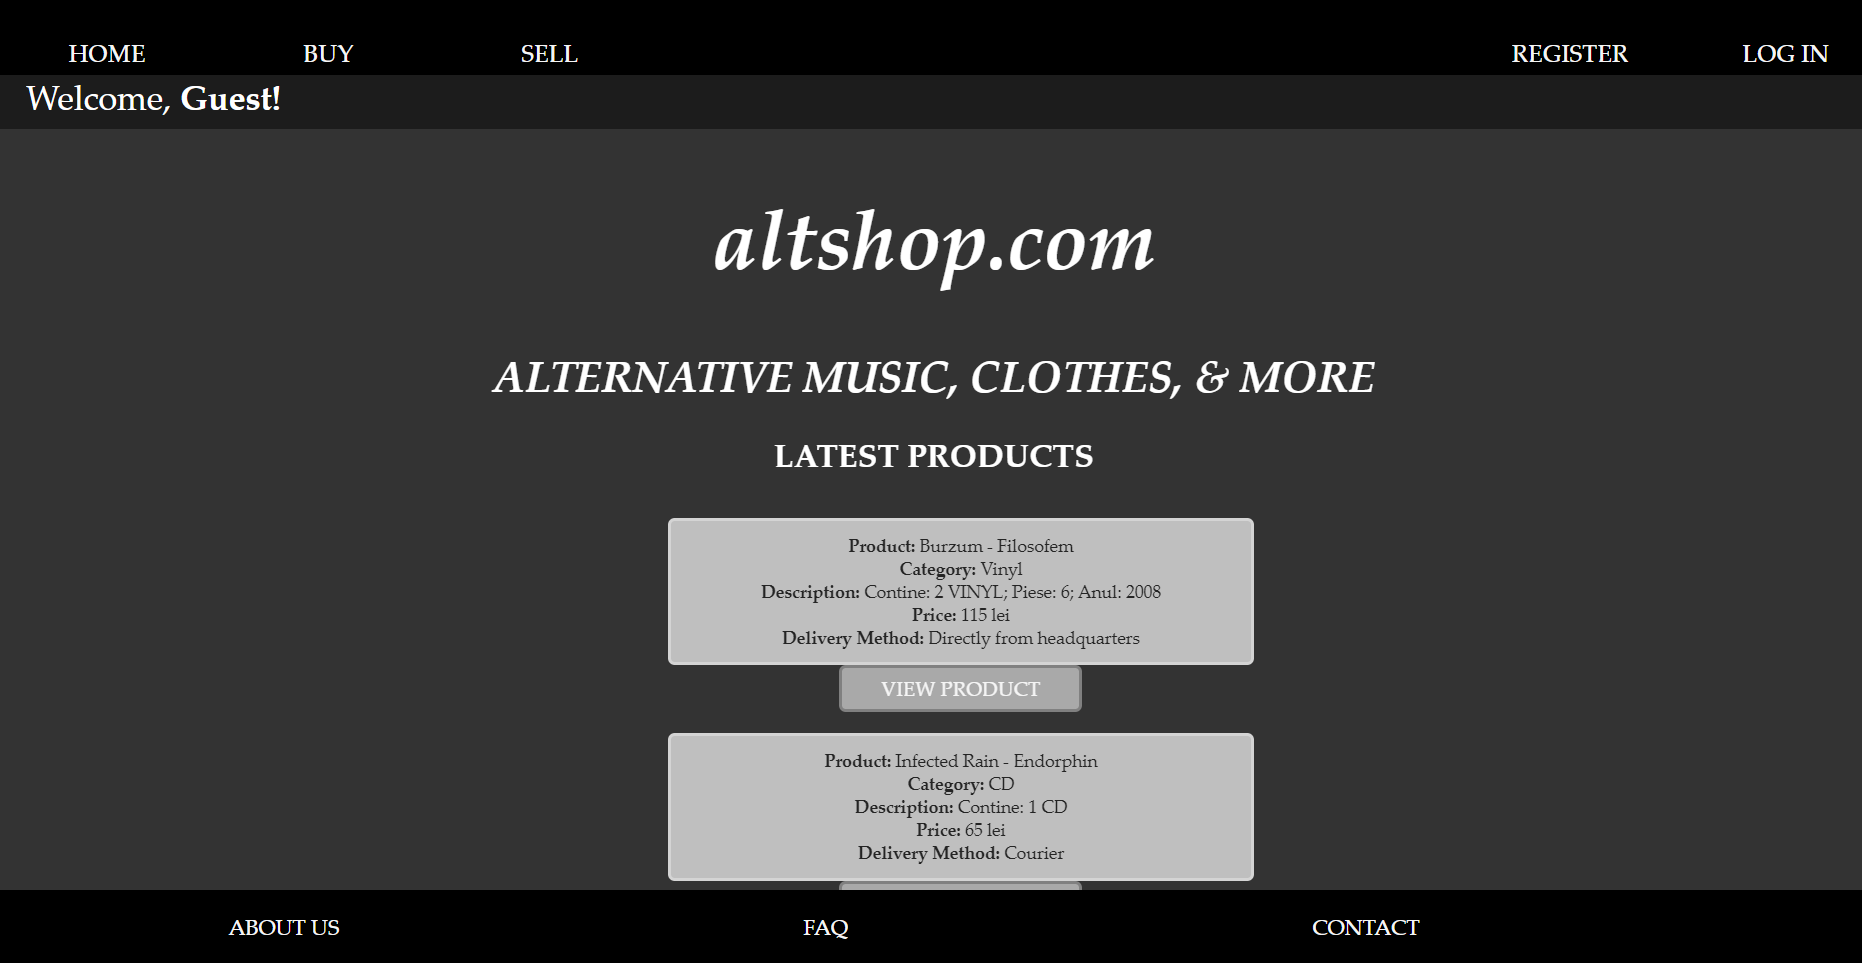 HOME BUY SELL REGISTER LOG IN
Welcome, Guest!
altshop.com
ALTERNATIVE MUSIC, CLOTHES, & MORE
LATEST PRODUCTS
Product: Burzum - Filosofem
Category: Vinyl
Description: Contine: 2 VINYL; Piese: 6; Anul: 2008
Price: 115 lei
Delivery Method: Directly from headquarters
VIEW PRODUCT
Product: Infected Rain - Endorphin
Category: CD
Description: Contine: 1 CD
Price: 65 lei
Delivery Method: Courier
ABOUT US FAQ CONTACT